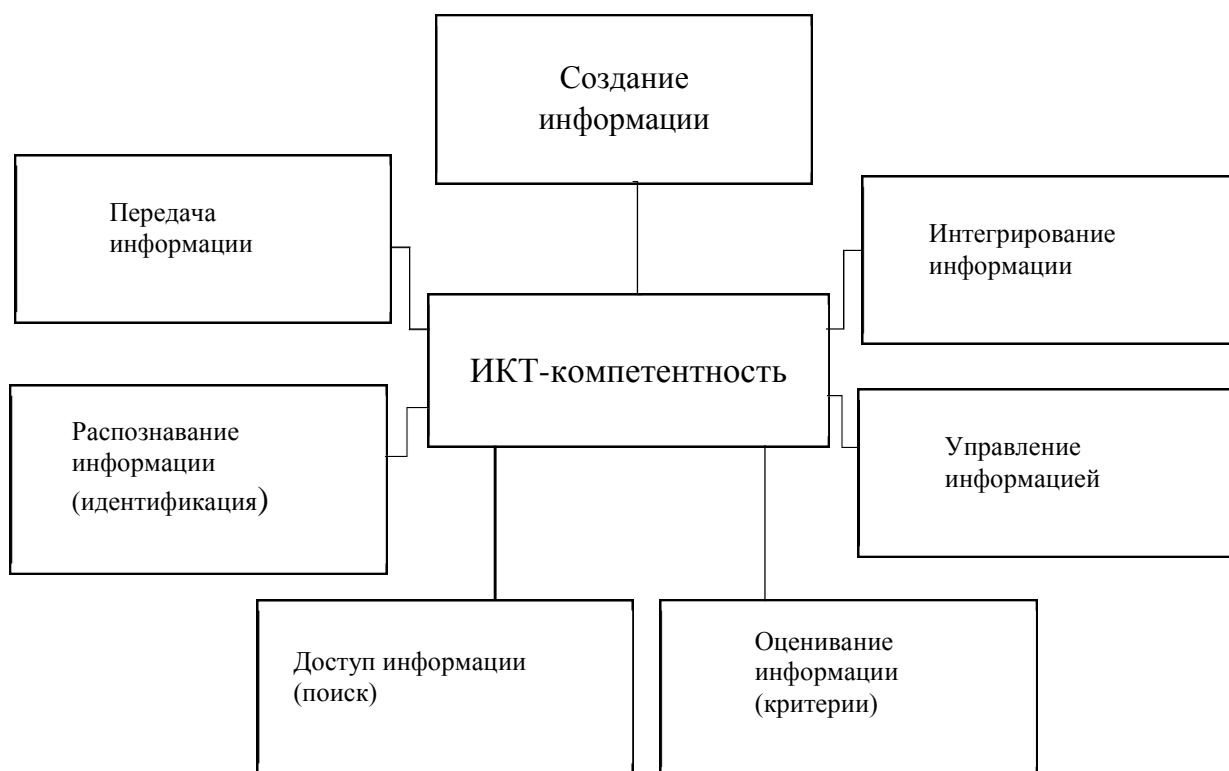 Создание
информации
Передача
информации
Интегрирование
информации
ИКТ-компетентность
Распознавание
информации
(идентификация)
Управление
информацией
Доступ информации
(поиск)
Оценивание
информации
(критерии)